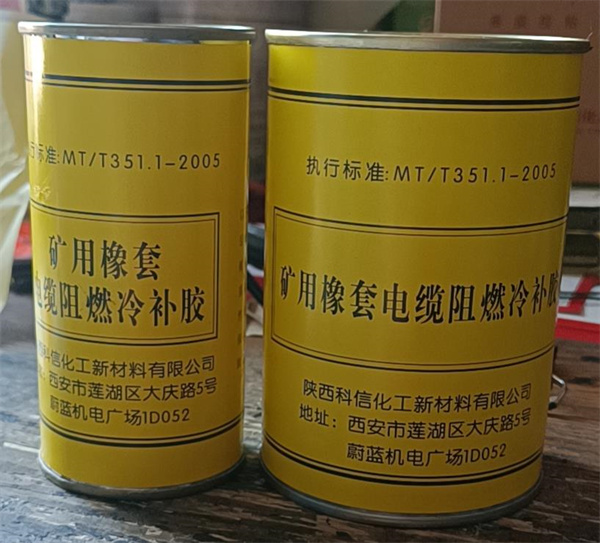 行标准:MT/T351.1-2005
矿用橡套
电缆阻燃冷补胶
科信化工新材料有限公司
:西安市莲湖区大庆路5号
蔚蓝机电广场1D052
执行标准:MT/T351.1-2005
矿用橡套电缆阻燃冷补胶
陕西科信化工新材料有限公司
地址:西安市莲湖区大庆路5号
蔚蓝机电广场1D052